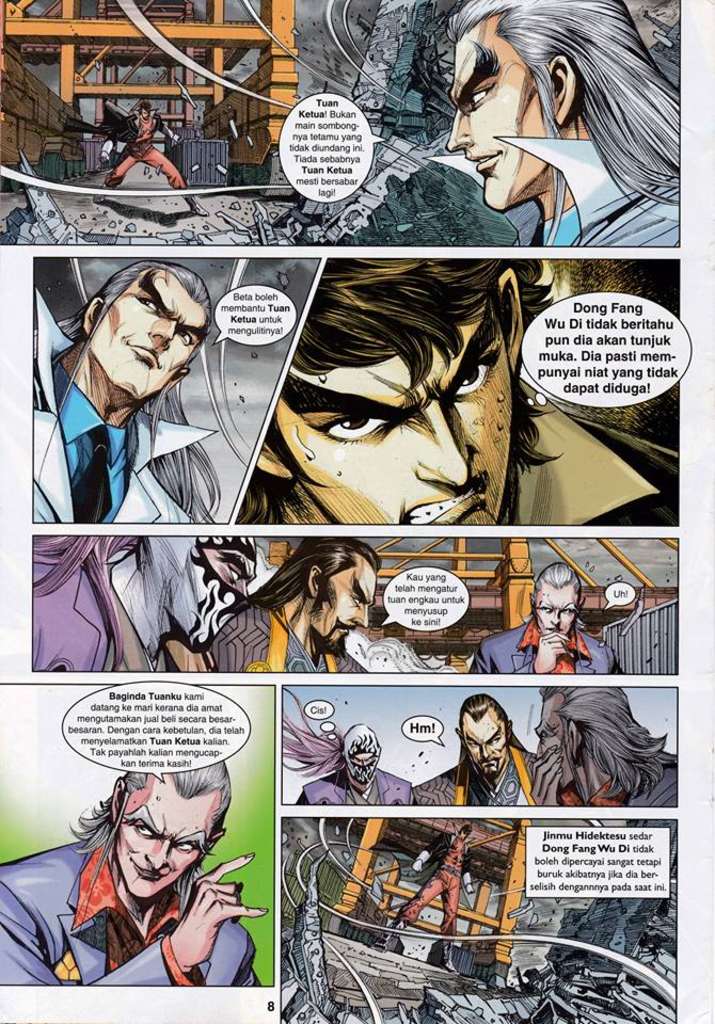 Tuan
Ketua! Bukan
main sombong-
nya tetamu yang
tidak diundang ini.
Tiada sebabnya
Tuan Ketua
mesti bersabar
lagi!
Beta boleh
membantu Tuan
Ketua untuk
mengulitinya!
Dong Fang
Wu Di tidak beritahu
pun dia akan tunjuk
muka. Dia pasti mem-
punyai niat yang tidak
dapat diduga!
Kau yang
telah mengatur
tuan engkau untuk
menyusup
ke sini!
Uh!
Baginda Tuanku kami
datang ke mari kerana dia amat
mengutamakan jual beli secara besar-
besaran. Dengan cara kebetulan, dia telah
menyelamatkan Tuan Ketua kalian.
Tak payahlah kalian mengucap-
kan terima kasih!
Cis!
Hm!
Jinmu Hidektesu sedar
Dong Fang Wu Di tidak
boleh dipercayai sangat tetapi
buruk akibatnya jika dia ber-
selisih dengannnya pada saat ini.
8